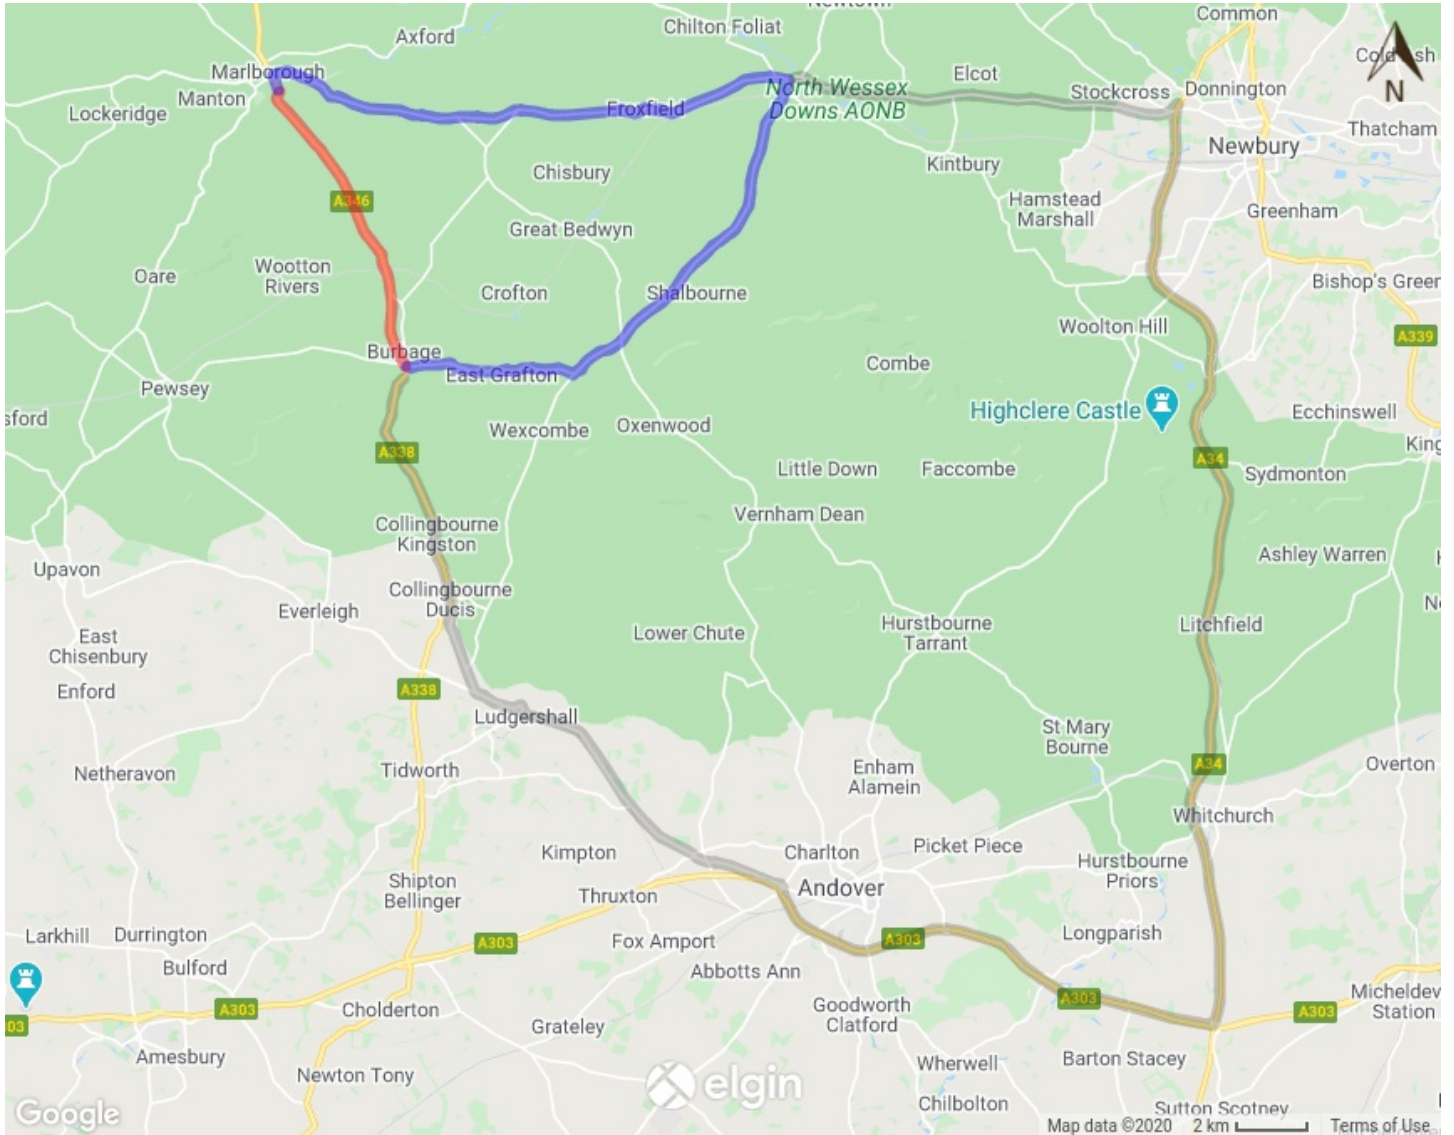 Newtown
Common
Chilton Foliat
Axford
Marlborough
Manton
Lockeridge
Elcot
North Wessex
Downs AONB
Stockcross
Donnington
N
Froxfield
Thatcham
Newbury
Kintbury
Chisbury
A346
Hamstead
Marshall
Greenham
Great Bedwyn
Wootton
Rivers
Oare
Crofton
Shalbourne
Bishop's Green
Woolton Hill
A339
Burbage
East Grafton
Combe
Pewsey
Highclere Castle
Ecchinswell
sford
Wexcombe
Oxenwood
King
A338
A34
Little Down
Faccombe
Sydmonton
Collingbourne
Kingston
Vernham Dean
Ashley Warren
Upavon
Collingbourne
Ducis
Everleigh
Lower Chute
Hurstbourne
Tarrant
Litchfield
East
Chisenbury
Enford
A338
Ludgershall
St Mary
Bourne
Netheravon
Tidworth
Enham
Alamein
A34
Overton
Whitchurch
Kimpton
Charlton
Picket Piece
Hurstbourne
Priors
Shipton
Bellinger
Thruxton
Andover
Larkhill
Durrington
A303
Fox Amport
A303
Longparish
Bulford
Abbotts Ann
A303
Cholderton
Grateley
Goodworth
Clatford
A303
A303
Micheldev
Station
303
Amesbury
Newton Tony
Wherwell
Barton Stacey
elgin
Chilbolton
Sutton Scotney
Google
Map data ©2020
2 km
Terms of Use